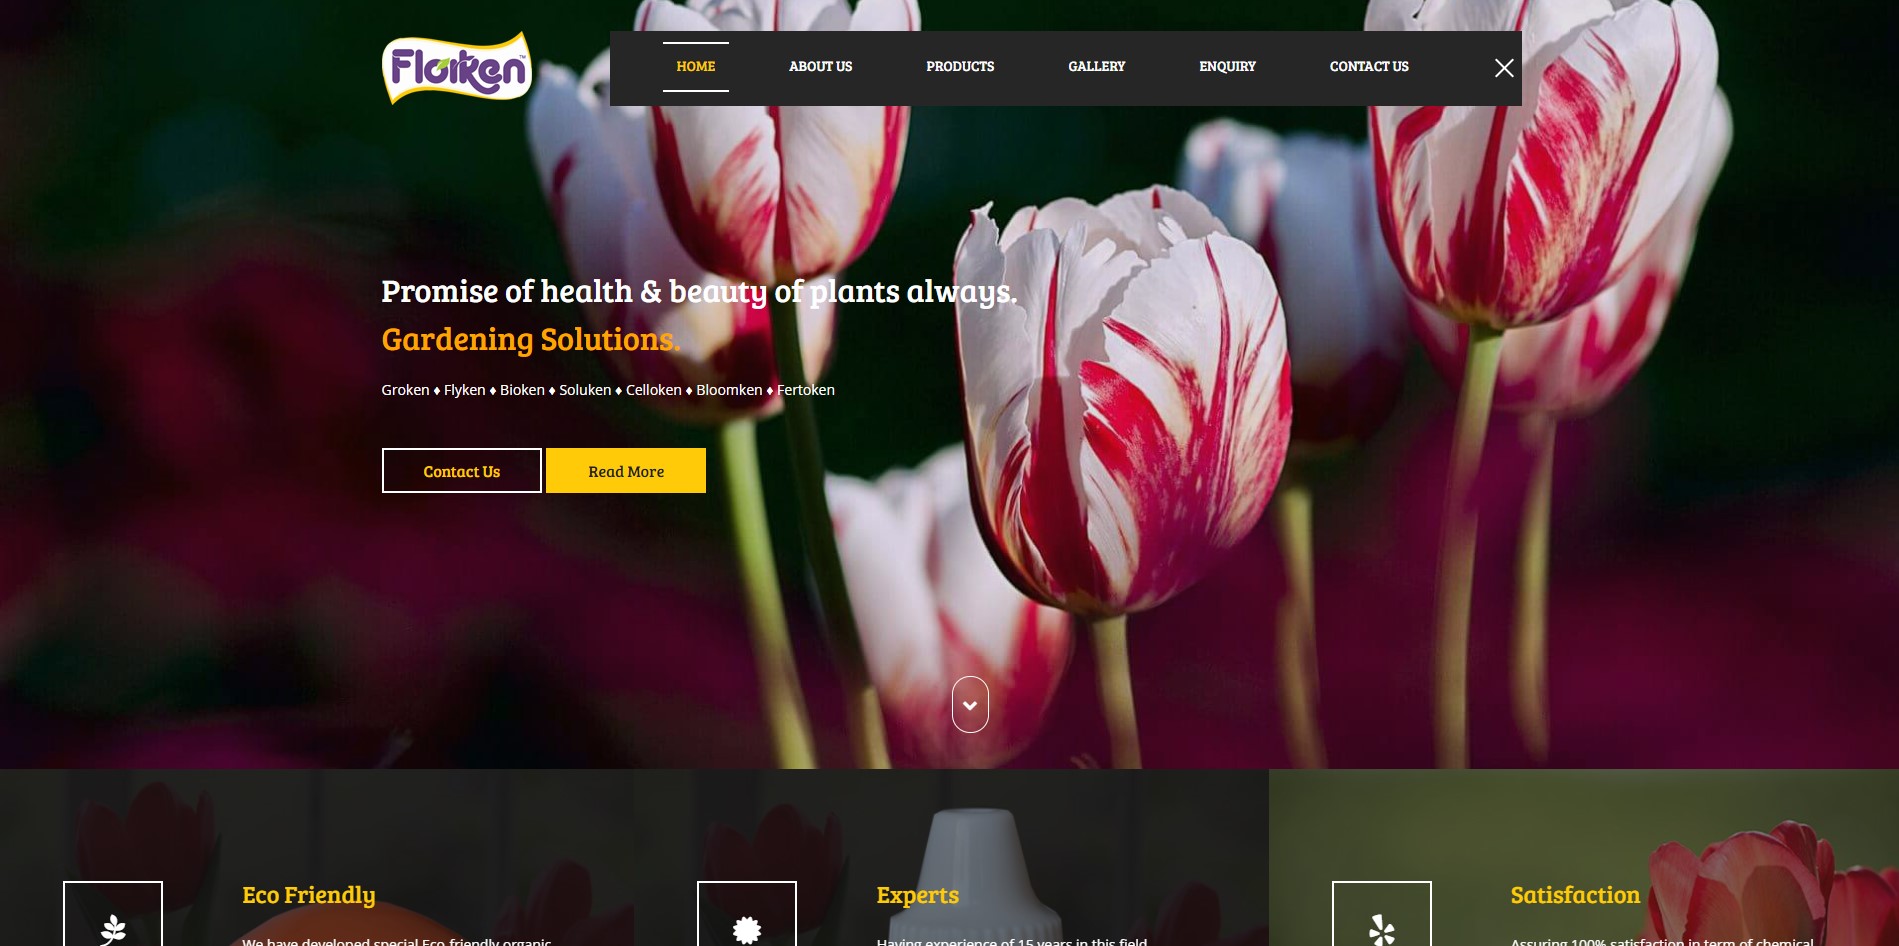 Florken™
HOME ABOUT US PRODUCTS GALLERY ENQUIRY CONTACT US
Promise of health & beauty of plants always.
Gardening Solutions.
Groken ♦ Flyken ♦ Bioken ♦ Soluken ♦ Celloken ♦ Bloomken ♦ Fertoken
Contact Us Read More
Eco Friendly Experts Satisfaction
We have developed special Eco-friendly organic Having experience of 15 years in this field Assuring 100% satisfaction in term of chemical